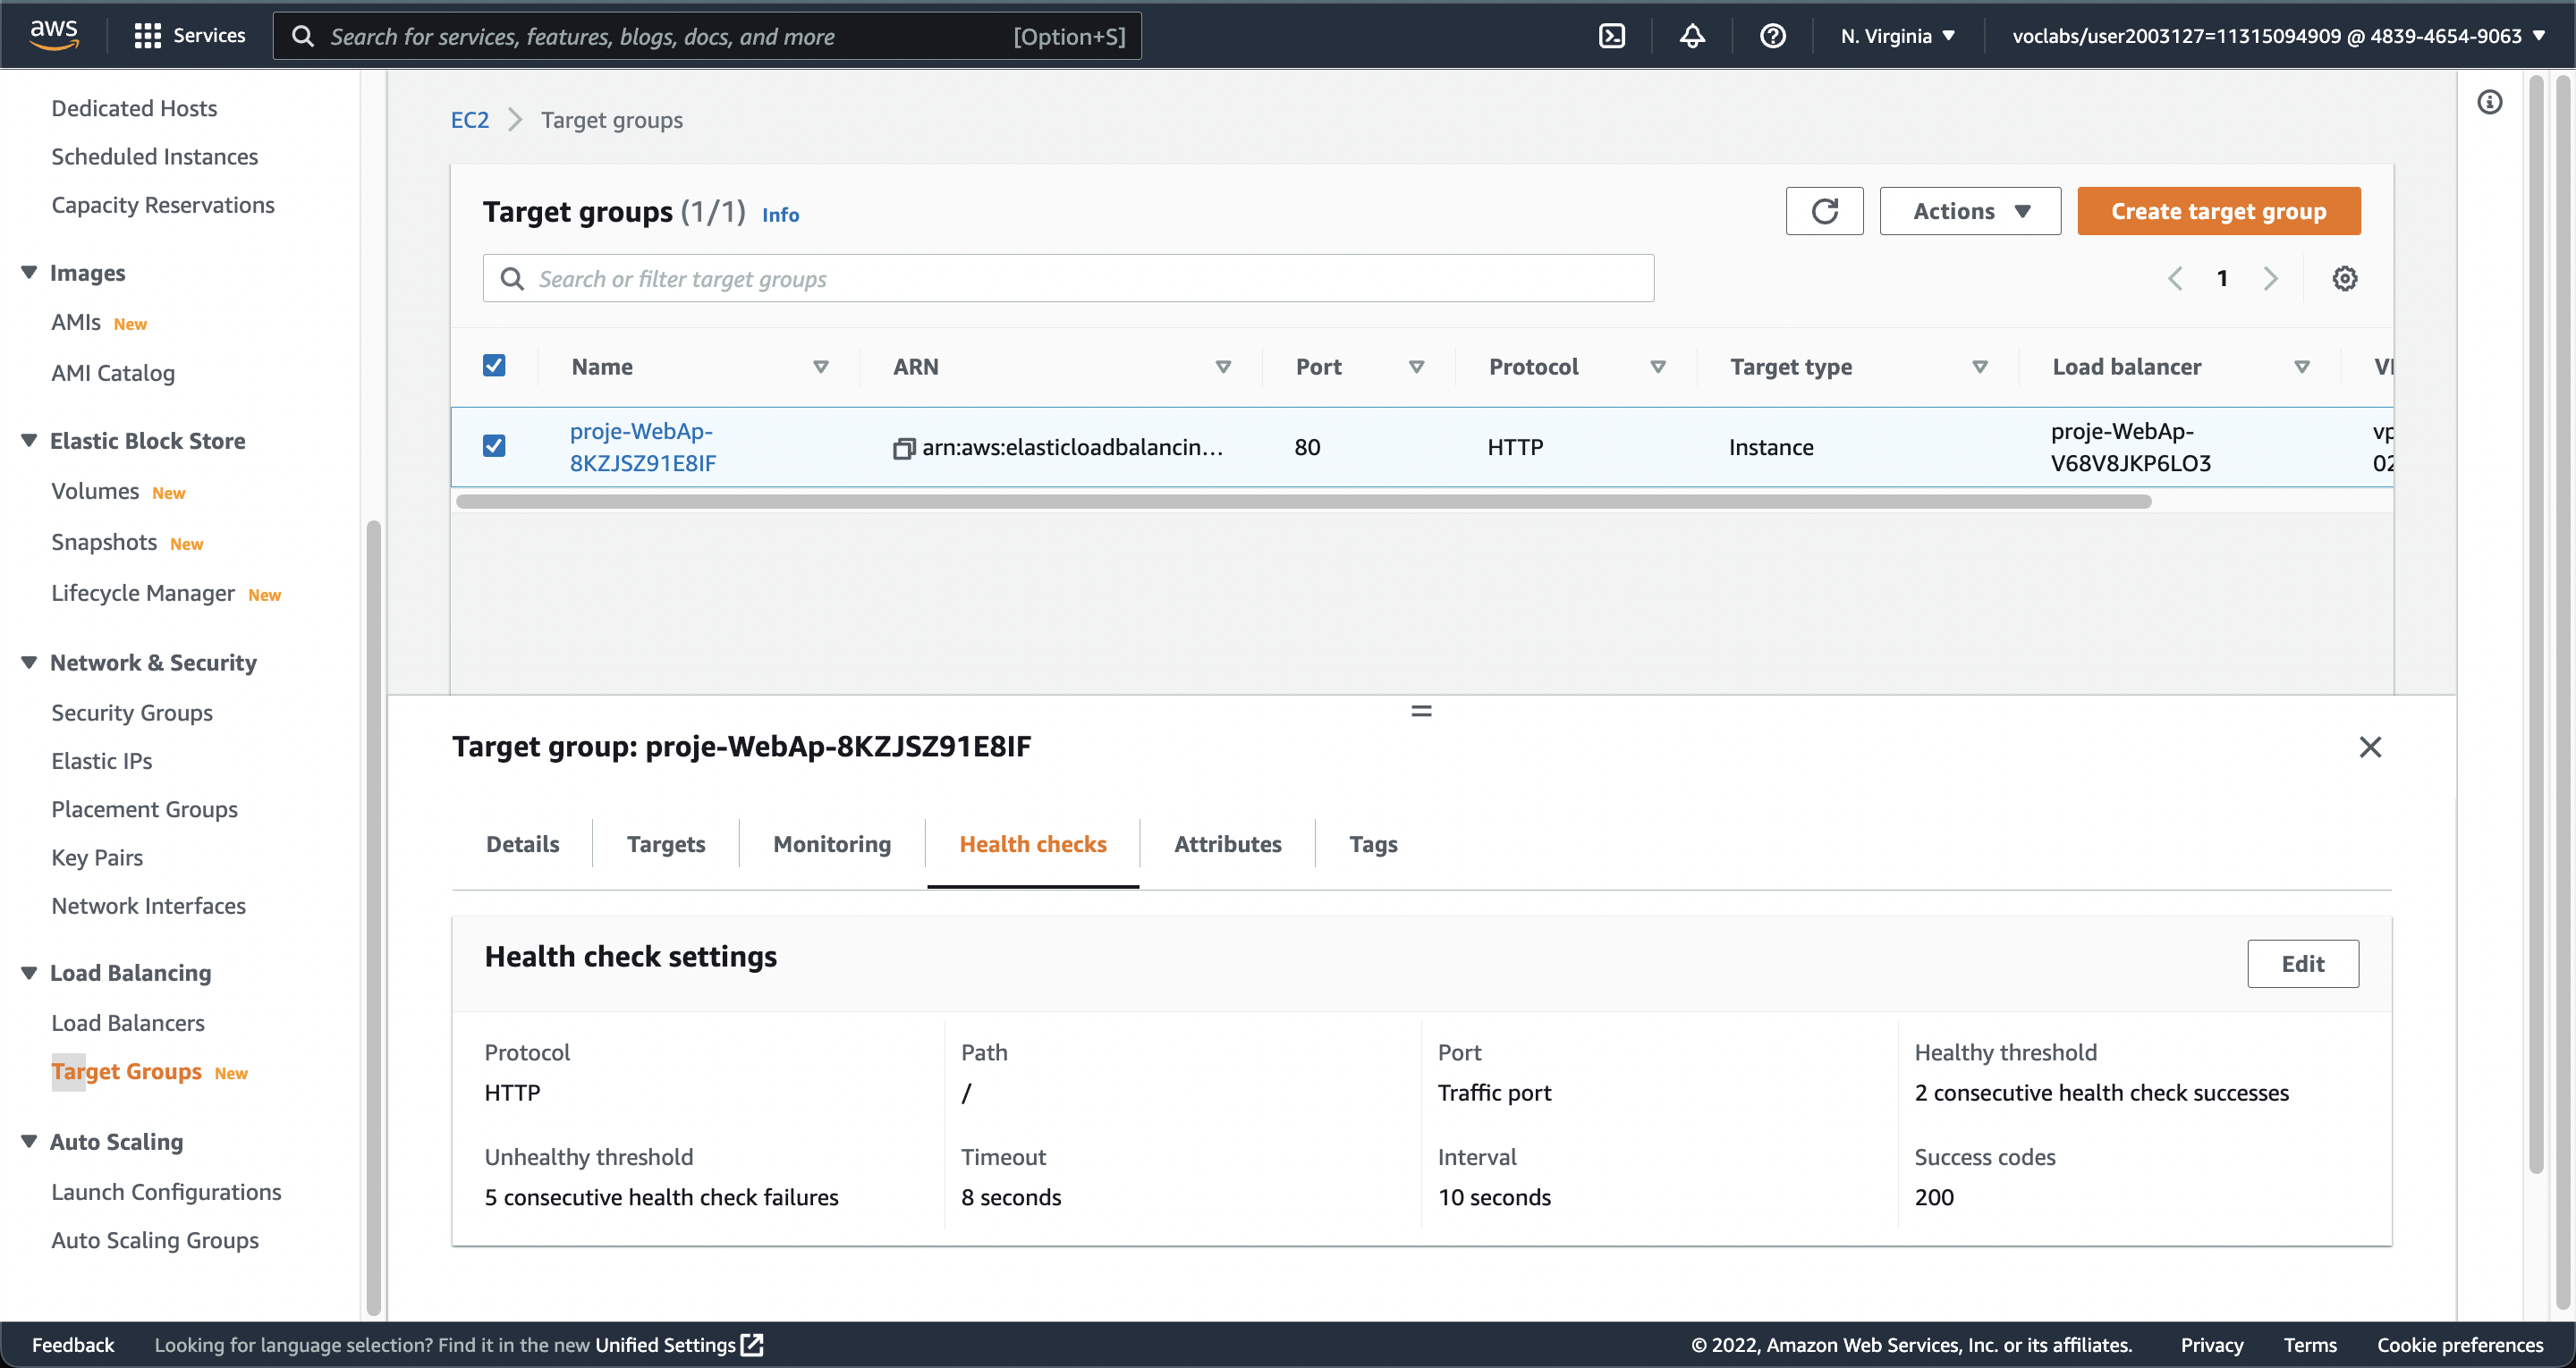 aws
Services
Search for services, features, blogs, docs, and more
[Option+S]
N. Virginia
voclabs/user2003127=11315094909 @ 4839-4654-9063
Dedicated Hosts
Scheduled Instances
Capacity Reservations
Images
AMIs New
AMI Catalog
Elastic Block Store
Volumes New
Snapshots New
Lifecycle Manager New
Network & Security
Security Groups
Elastic IPs
Placement Groups
Key Pairs
Network Interfaces
Load Balancing
Load Balancers
Target Groups New
Auto Scaling
Launch Configurations
Auto Scaling Groups
EC2 Target groups
Target groups (1/1) Info
Actions
Create target group
Search or filter target groups
1
Name ARN Port Protocol Target type Load balancer
proje-WebAp-
8KZJSZ91E8IF
arn:aws:elasticloadbalancin...
80
HTTP
Instance
proje-WebAp-
V68V8JKP6LO3
vp
02
Target group: proje-WebAp-8KZJSZ91E8IF
Details Targets Monitoring Health checks Attributes Tags
Health check settings
Edit
Protocol
HTTP
Path
/
Port
Traffic port
Healthy threshold
2 consecutive health check successes
Unhealthy threshold
5 consecutive health check failures
Timeout
8 seconds
Interval
10 seconds
Success codes
200
Feedback
Looking for language selection? Find it in the new Unified Settings
© 2022, Amazon Web Services, Inc. or its affiliates.
Privacy
Terms
Cookie preferences